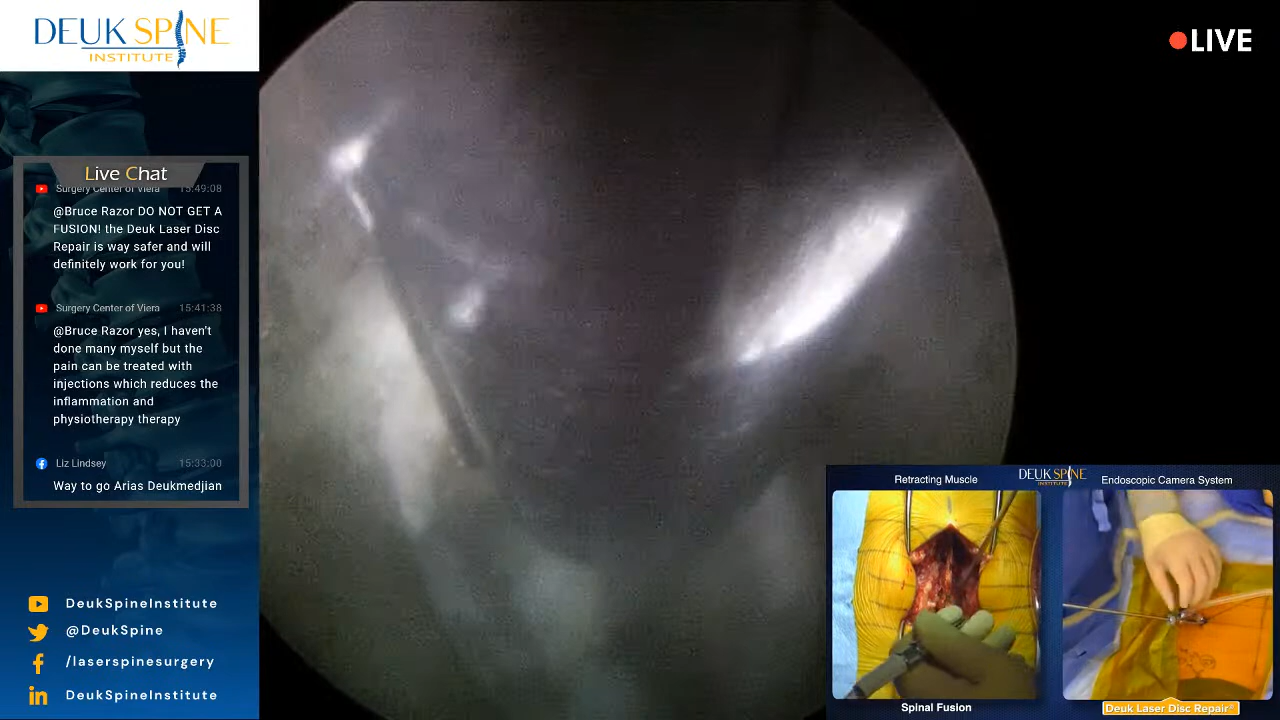 DEUK SPINE
INSTITUTE
LIVE
Live Chat
Surgery Center of Viera 15:49:08
@Bruce Razor DO NOT GET A
FUSION! the Deuk Laser Disc
Repair is way safer and will
definitely work for you!
Surgery Center of Viera 15:41:38
@Bruce Razor yes, I haven't
done many myself but the
pain can be treated with
injections which reduces the
inflammation and
physiotherapy therapy
Liz Lindsey 15:33:00
Way to go Arias Deukmedjian
DeukSpineInstitute
@DeukSpine
/laserspinesurgery
DeukSpineInstitute
Retracting Muscle
DEUK SPINE
INSTITUTE
Endoscopic Camera System
Spinal Fusion
Deuk Laser Disc Repair®